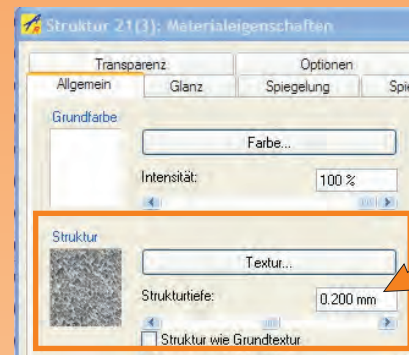 Struktur 21(3): Materialeigenschaften
Transparenz Optionen
Allgemein Glanz Spiegelung
Grundfarbe
Farbe...
Intensität: 100 %
Struktur
Textur...
Strukturtiefe: 0.200 mm
Struktur wie Grundtextur